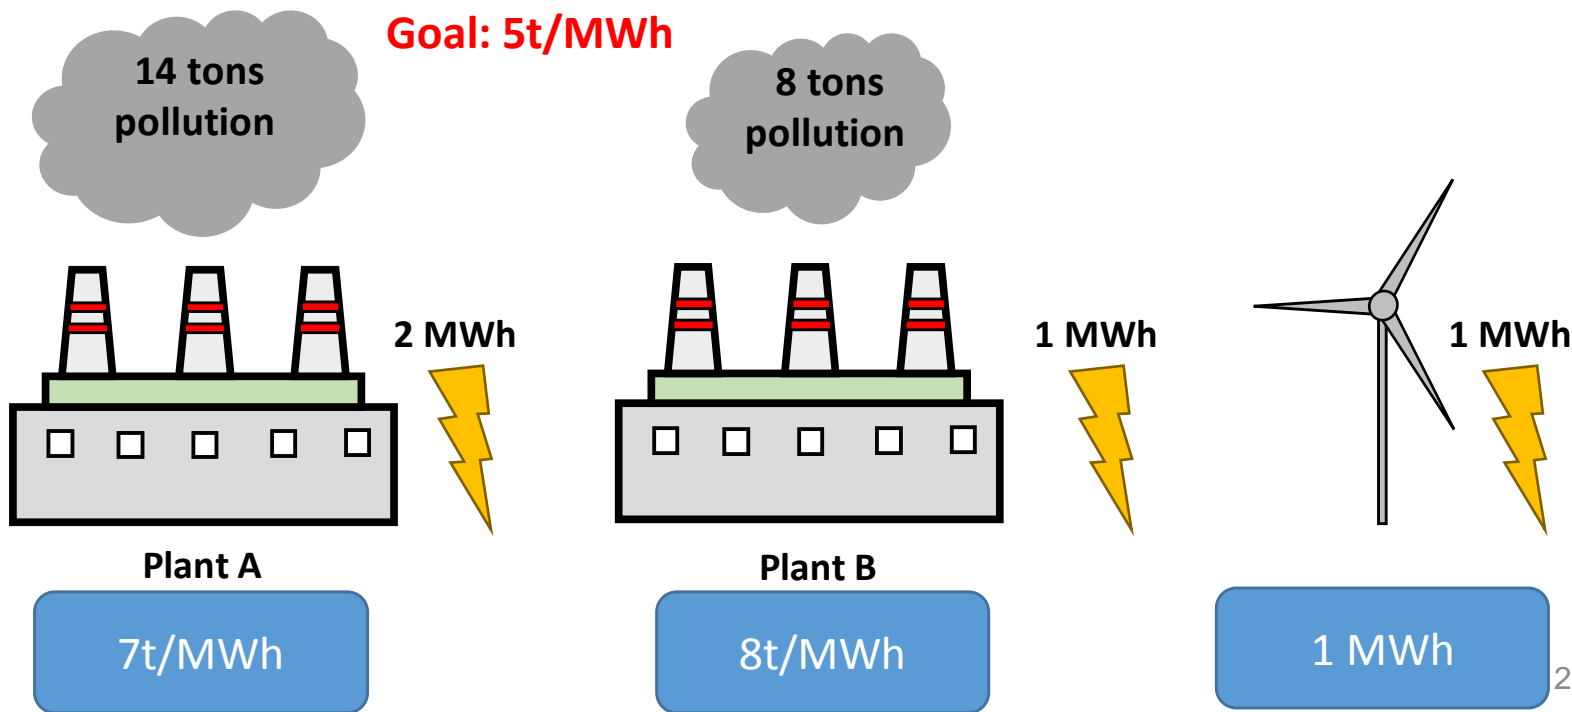 Goal: 5t/MWh
14 tons
pollution
8 tons
pollution
2 MWh
1 MWh
1 MWh
Plant A
Plant B
7t/MWh
8t/MWh
1 MWh
2